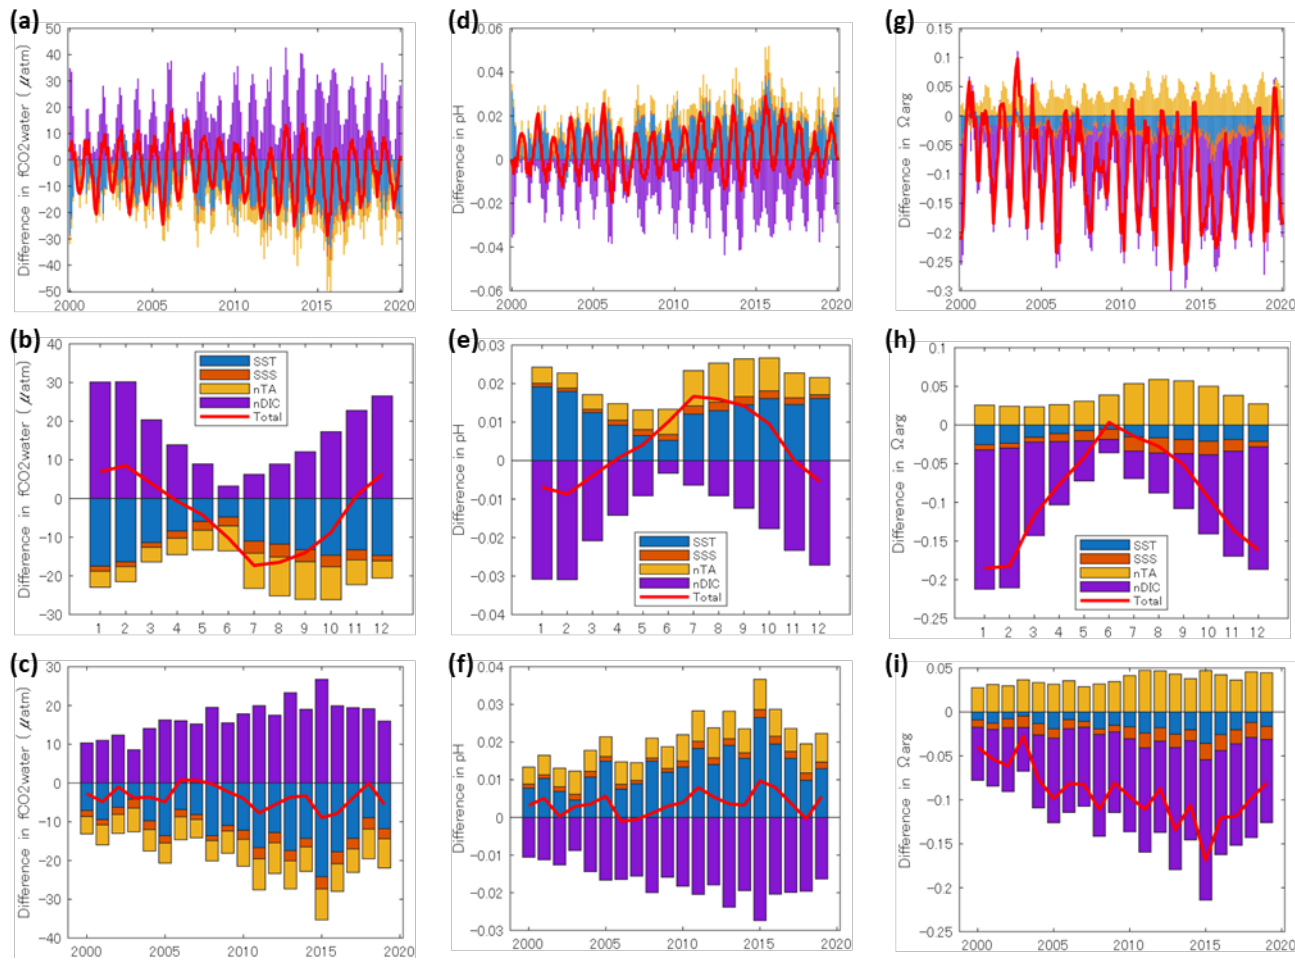 (a)
Difference in fCO2water (μatm)
50
40
30
20
10
0
-10
-20
-30
-40
50
2000 2005 2010 2015 2020
(d)
Difference in pH
0.06
0.04
0.02
0
-0.02
-0.04
-0.06
2000 2005 2010 2015 2020
(g)
Difference in Ωarg
0.15
0.1
0.05
0
-0.05
-0.1
-0.15
-0.2
-0.25
-0.3
2000 2005 2010 2015 2020
(b)
Difference in fCO2water (μatm)
40
30
20
10
0
-10
-20
-30
SST
SSS
nTA
nDIC
Total
1 2 3 4 5 6 7 8 9 10 11 12
(e)
Difference in pH
0.03
0.02
0.01
0
-0.01
-0.02
-0.03
-0.04
SST
SSS
nTA
nDIC
Total
1 2 3 4 5 6 7 8 9 10 11 12
(h)
Difference in Ωarg
0.1
0.05
0
-0.05
-0.1
-0.15
-0.2
-0.25
SST
SSS
nTA
nDIC
Total
1 2 3 4 5 6 7 8 9 10 11 12
(c)
Difference in fCO2water (μatm)
30
20
10
0
-10
-20
-30
-40
2000 2005 2010 2015 2020
(f)
Difference in pH
0.04
0.03
0.02
0.01
0
-0.01
-0.02
-0.03
2000 2005 2010 2015 2020
(i)
Difference in Ωarg
0.05
0
-0.05
-0.1
-0.15
-0.2
-0.25
2000 2005 2010 2015 2020